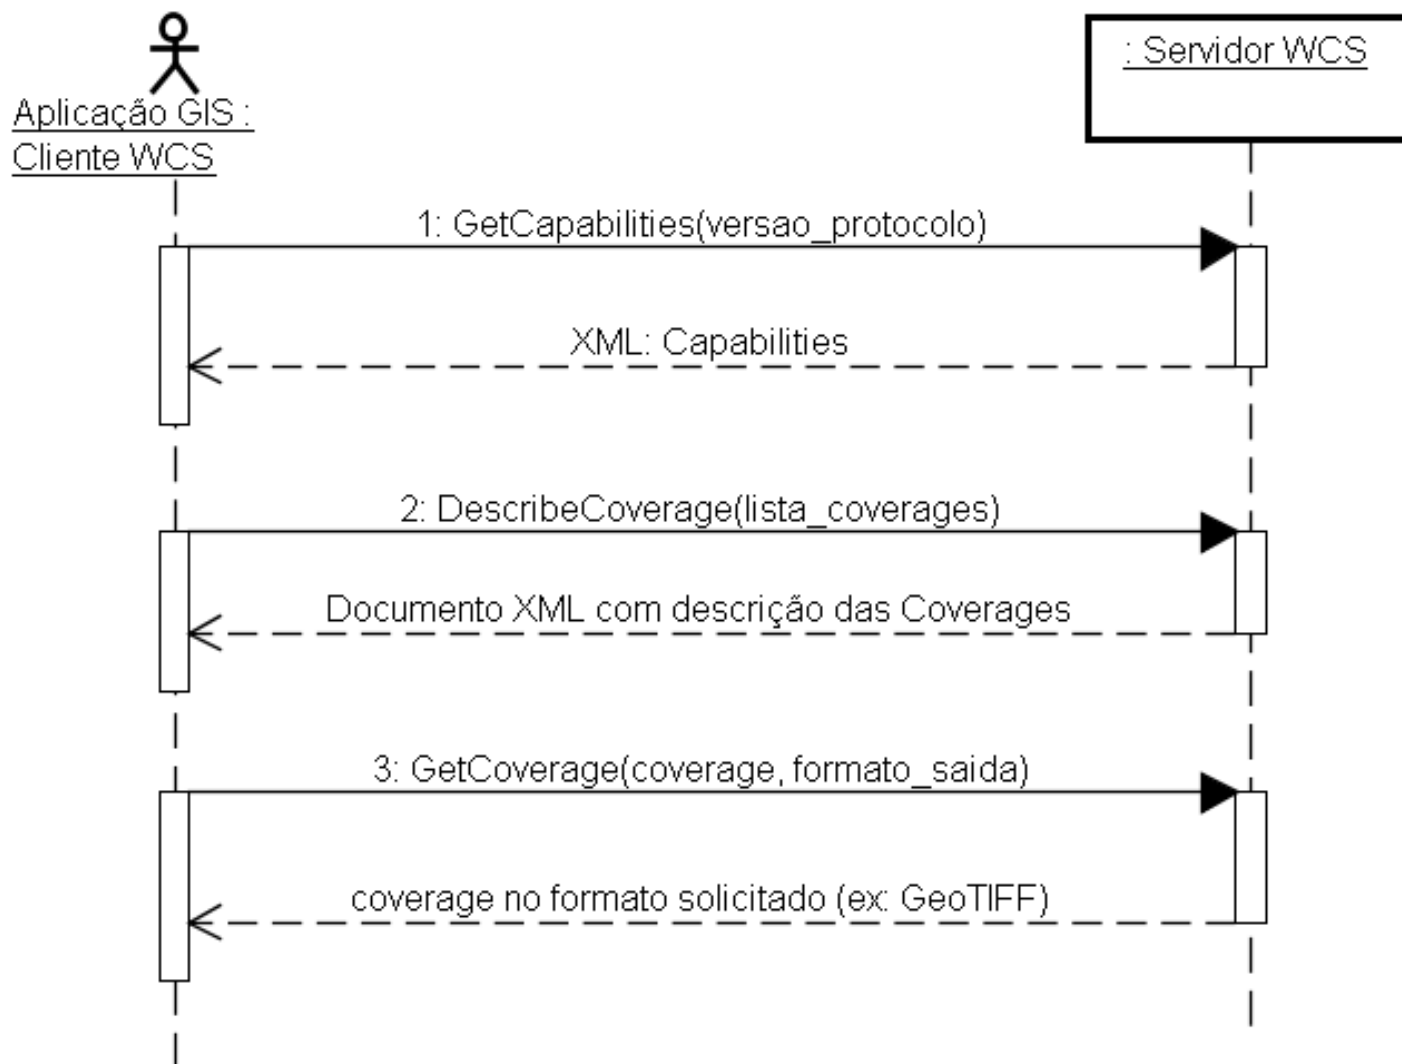 Aplicação GIS :
Cliente WCS
: Servidor WCS
1: GetCapabilities(versao_protocolo)
XML: Capabilities
2: DescribeCoverage(lista_coverages)
Documento XML com descrição das Coverages
3: GetCoverage(coverage, formato_saida)
coverage no formato solicitado (ex: GeoTIFF)